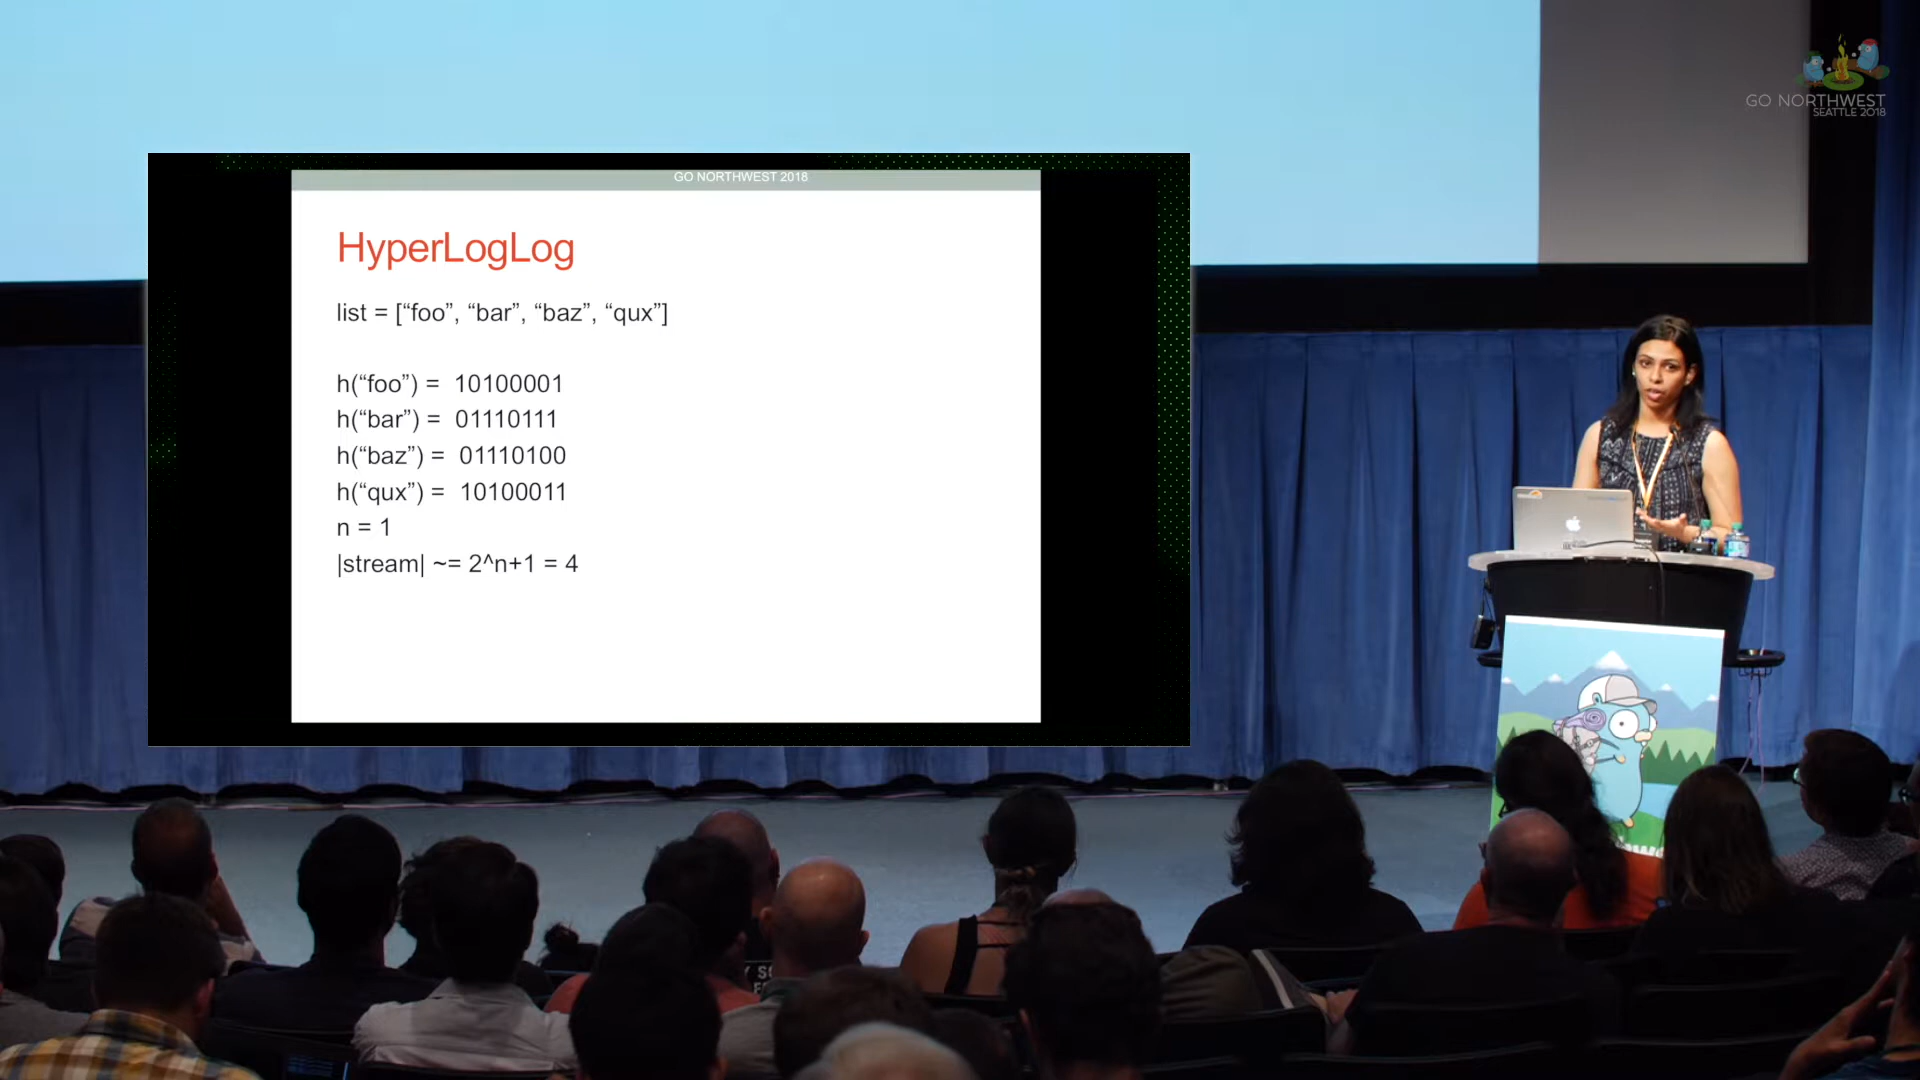 GO NORTHWEST
SEATTLE 2018
GO NORTHWEST 2018
HyperLogLog
list = [“foo”, “bar”, “baz”, “qux”]
h(“foo”) = 10100001
h(“bar”) = 01110111
h(“baz”) = 01110100
h(“qux”) = 10100011
n = 1
|stream| ~= 2^n+1 = 4